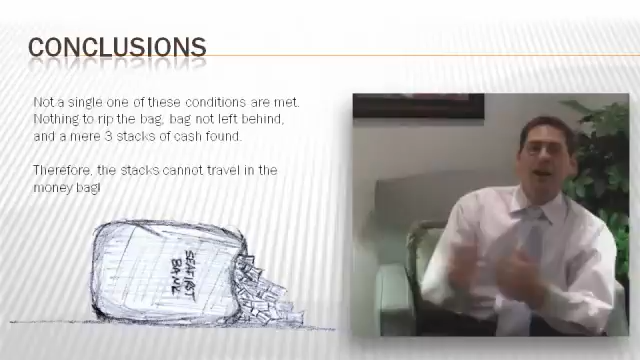 CONCLUSIONS
Not a single one of these conditions are met.
Nothing to rip the bag, bag not left behind,
and a mere 3 stacks of cash found.
Therefore, the stacks cannot travel in the
money bag!
SEAFIRST
BANK